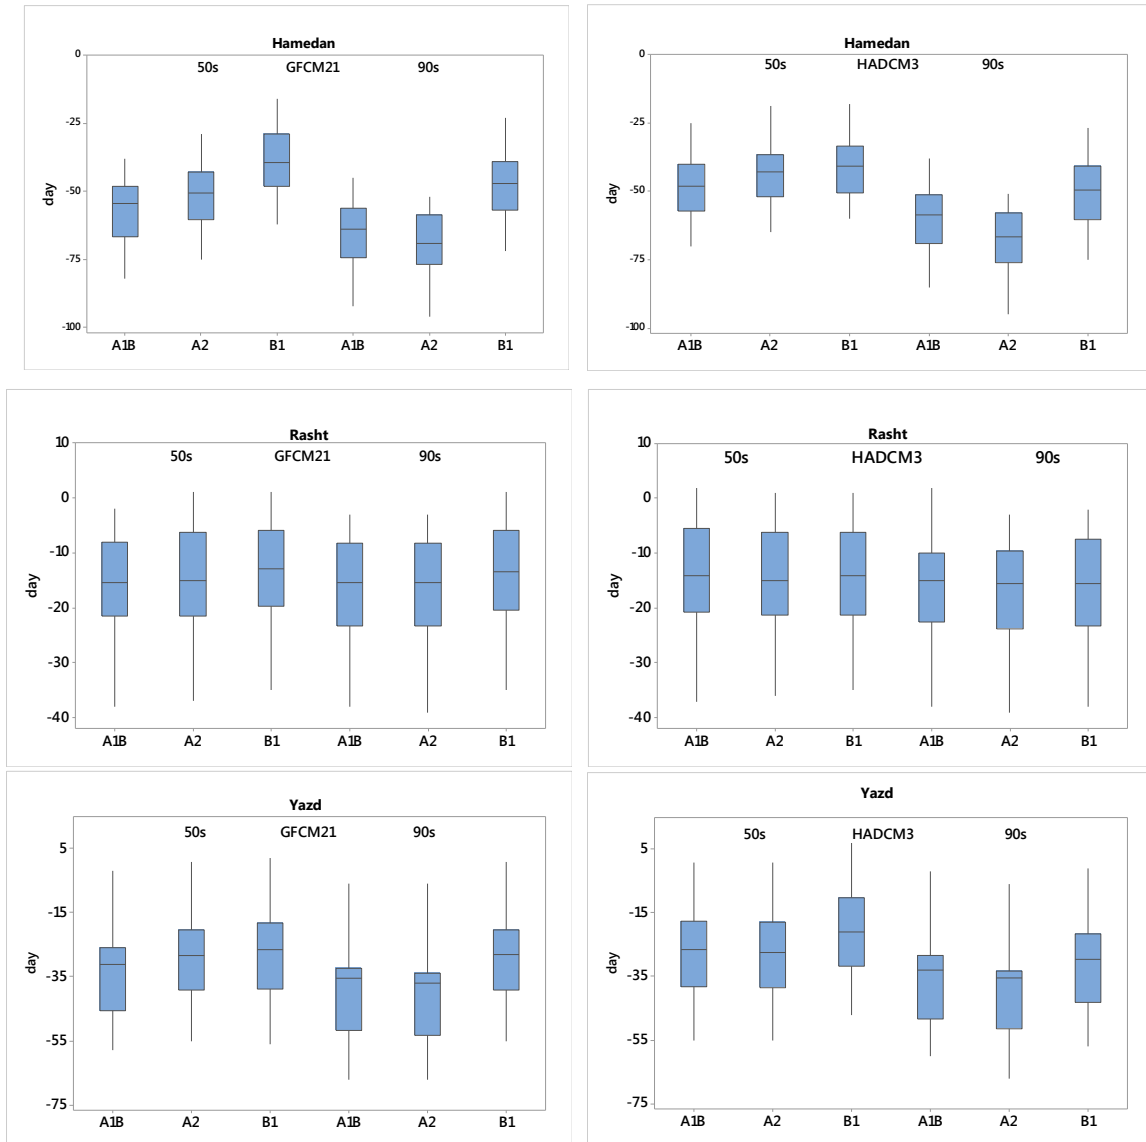 Hamedan
50s GFCM21 90s
0
-25
-50
-75
-100
day
A1B A2 B1 A1B A2 B1
Hamedan
50s HADCM3 90s
0
-25
-50
-75
-100
day
A1B A2 B1 A1B A2 B1
Rasht
50s GFCM21 90s
10
0
-10
-20
-30
-40
day
A1B A2 B1 A1B A2 B1
Rasht
50s HADCM3 90s
10
0
-10
-20
-30
-40
day
A1B A2 B1 A1B A2 B1
Yazd
50s GFCM21 90s
5
-15
-35
-55
-75
day
A1B A2 B1 A1B A2 B1
Yazd
50s HADCM3 90s
5
-15
-35
-55
-75
day
A1B A2 B1 A1B A2 B1